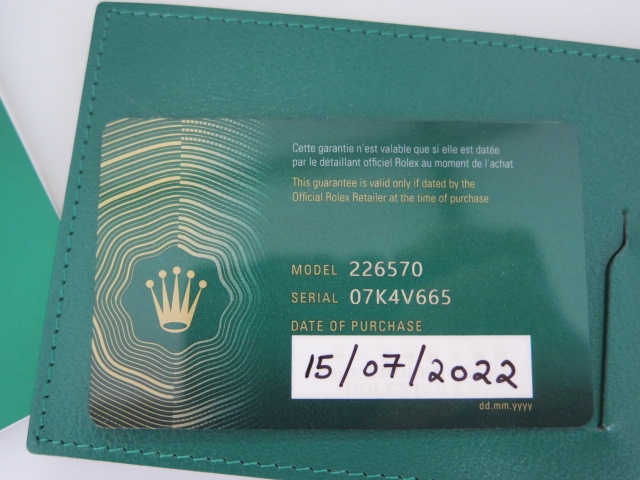 Cette garantie n'est valable que si elle est datée
par le détaillant officiel Rolex au moment de l'achat
This guarantee is valid only if dated by the
Official Rolex Retailer at the time of purchase
MODEL 226570
SERIAL 07K4V665
DATE OF PURCHASE
15/07/2022
dd.mm.yyyy